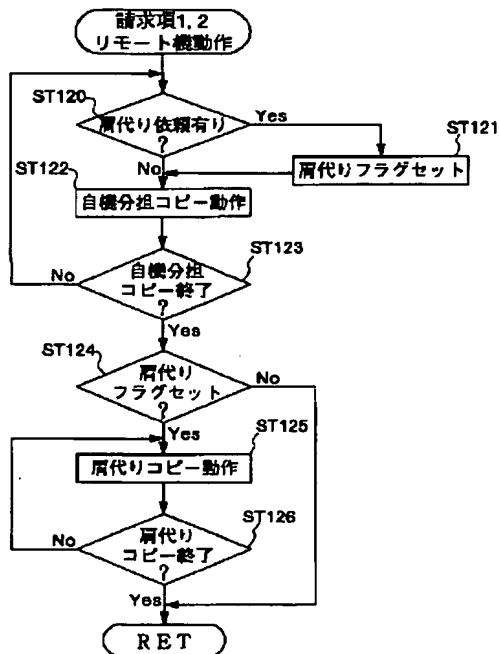 請求項1,2
リモート機動作
ST120
肩代り依頼有り
?
Yes
ST121
肩代りフラグセット
No
ST122
自機分担コピー動作
ST123
自機分担
コピー終了
?
No
Yes
ST124
肩代り
フラグセット
?
No
Yes
ST125
肩代りコピー動作
ST126
肩代り
コピー終了
?
No
Yes
RET